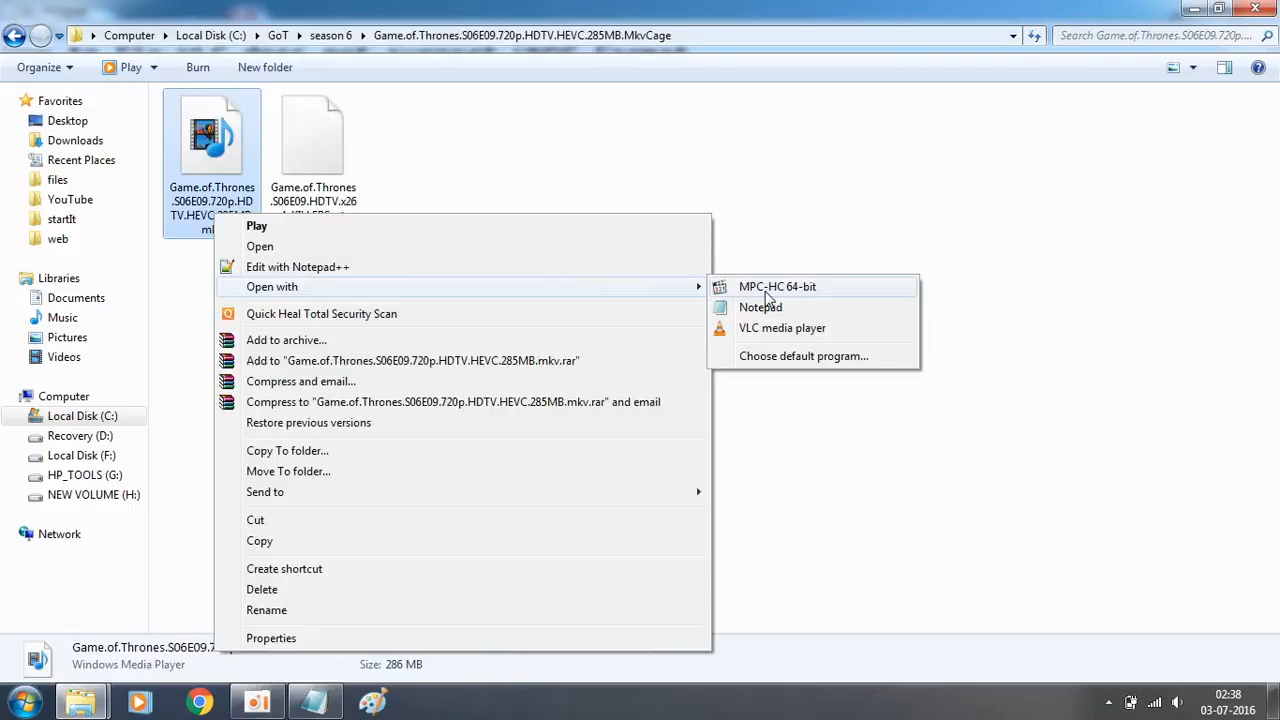 Computer
Local Disk (C:)
GoT
season 6
Game.of.Thrones.S06E09.720p.HDTV.HEVC.285MB.MkvCage
Search Game.of.Thrones.S06E09.720p....
Organize
Play
Burn
New folder
Favorites
Desktop
Downloads
Recent Places
files
YouTube
startIt
web
Libraries
Documents
Music
Pictures
Videos
Computer
Local Disk (C:)
Recovery (D:)
Local Disk (F:)
HP_TOOLS (G:)
NEW VOLUME (H:)
Network
Game.of.Thrones
.S06E09.720p.HD
TV.HEVC.285MB.
Game.of.Thrones
.S06E09.HDTV.x26
Play
Open
Edit with Notepad++
Open with
Quick Heal Total Security Scan
Add to archive...
Add to "Game.of.Thrones.S06E09.720p.HDTV.HEVC.285MB.mkv.rar"
Compress and email...
Compress to "Game.of.Thrones.S06E09.720p.HDTV.HEVC.285MB.mkv.rar" and email
Restore previous versions
Copy To folder...
Move To folder...
Send to
Cut
Copy
Create shortcut
Delete
Rename
Properties
MPC-HC 64-bit
Notepad
VLC media player
Choose default program...
Game.of.Thrones.S06E09.7
Windows Media Player
Size: 286 MB
02:38
03-07-2016